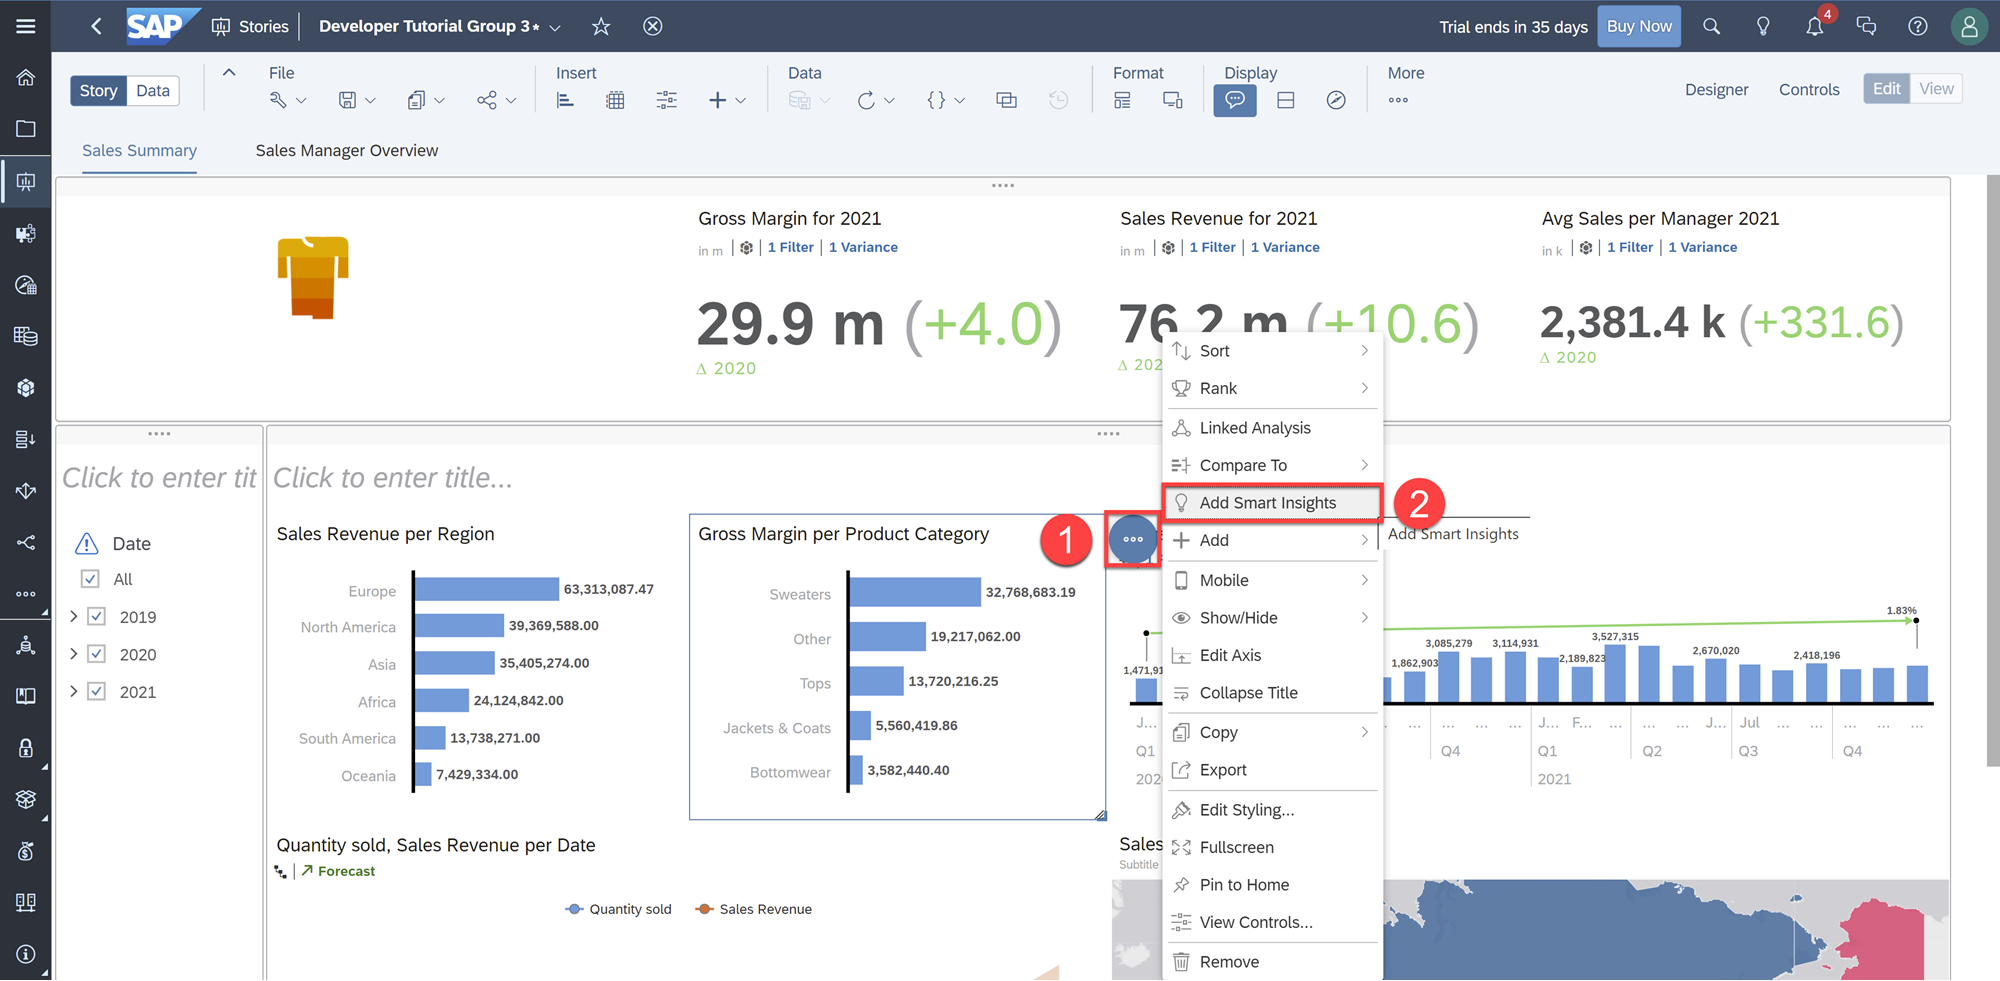 SAP Stories Developer Tutorial Group 3* Trial ends in 35 days Buy Now 4
Story Data File Insert Data Format Display More Designer Controls Edit View
Sales Summary Sales Manager Overview
Gross Margin for 2021
in m 1 Filter 1 Variance
29.9 m (+4.0)
Δ 2020
Sales Revenue for 2021
in m 1 Filter 1 Variance
76.2 m (+10.6)
Δ 202
Avg Sales per Manager 2021
in k 1 Filter 1 Variance
2,381.4 k (+331.6)
Δ 2020
Click to enter tit
Date
All
2019
2020
2021
Click to enter title...
Sales Revenue per Region
Europe 63,313,087.47
North America 39,369,588.00
Asia 35,405,274.00
Africa 24,124,842.00
South America 13,738,271.00
Oceania 7,429,334.00
Gross Margin per Product Category
Sweaters 32,768,683.19
Other 19,217,062.00
Tops 13,720,216.25
Jackets & Coats 5,560,419.86
Bottomwear 3,582,440.40
1
Sort
Rank
Linked Analysis
Compare To
Add Smart Insights
Add
Mobile
Show/Hide
Edit Axis
Collapse Title
Copy
Export
Edit Styling...
Fullscreen
Pin to Home
View Controls...
Remove
2
Add Smart Insights
1.83%
1,471,91 1,862,903 3,085,279 3,114,931 2,189,823 3,527,315 2,670,020 2,418,196
J... ... ... ... ... J... F... ... ... ... J... Jul ... ... ... ... ...
Q1 Q4 Q1 Q2 Q3 Q4
202 2021
Quantity sold, Sales Revenue per Date
Forecast
Quantity sold Sales Revenue
Sales
Subtitle